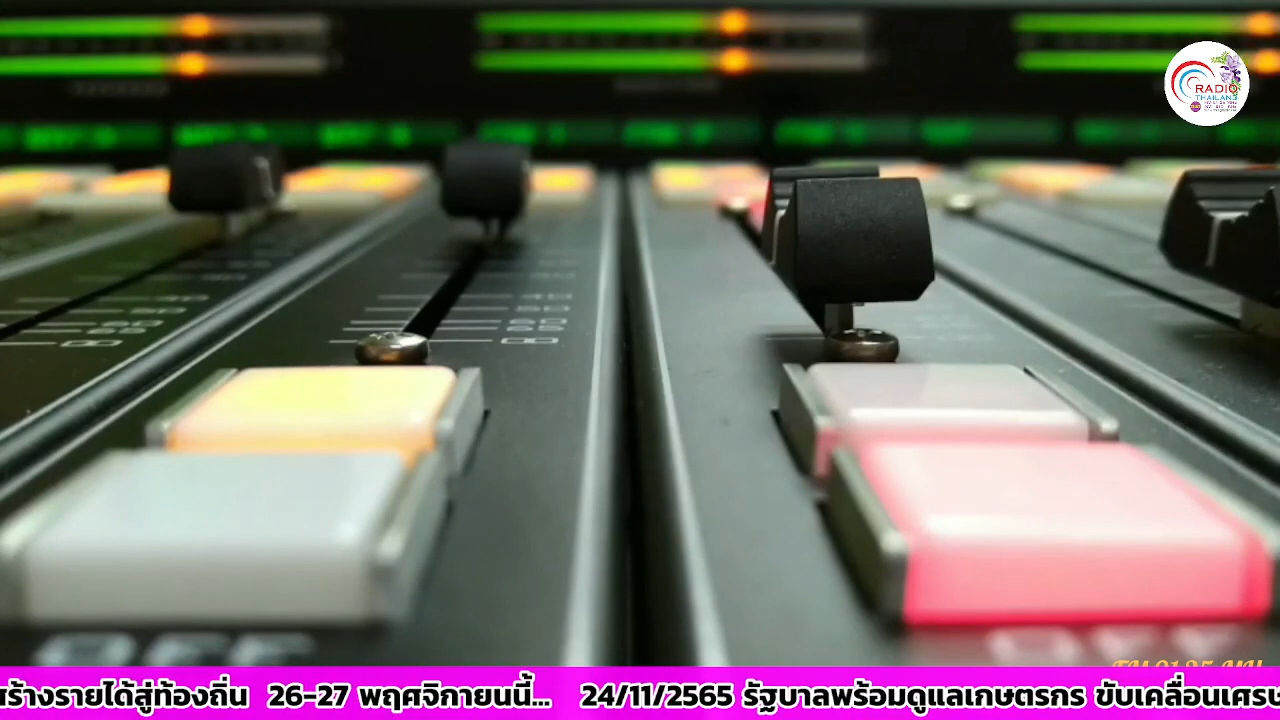 RADIO
THAILAND
สร้างรายได้สู่ท้องถิ่น 26-27 พฤศจิกายนนี้... 24/11/2565 รัฐบาลพร้อมดูแลเกษตรกร ขับเคลื่อนเศรษ